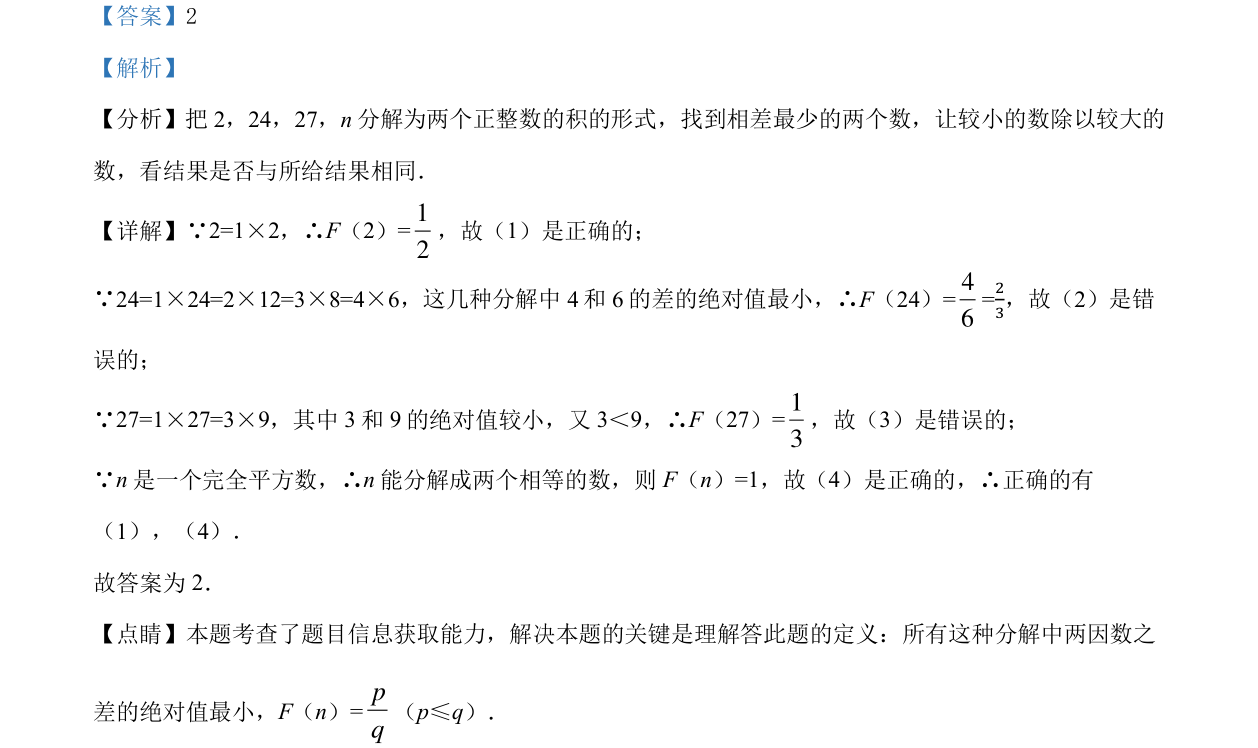 【答案】2
【解析】
【分析】把 2，24，27，n 分解为两个正整数的积的形式，找到相差最少的两个数，让较小的数除以较大的
数，看结果是否与所给结果相同．
【详解】∵2=1×2，∴F（2）=1/2，故（1）是正确的；
∵24=1×24=2×12=3×8=4×6，这几种分解中 4 和 6 的差的绝对值最小，∴F（24）=4/6=2/3，故（2）是错
误的；
∵27=1×27=3×9，其中 3 和 9 的绝对值较小，又 3＜9，∴F（27）=1/3，故（3）是错误的；
∵n 是一个完全平方数，∴n 能分解成两个相等的数，则 F（n）=1，故（4）是正确的，∴正确的有
（1），（4）．
故答案为 2．
【点睛】本题考查了题目信息获取能力，解决本题的关键是理解答此题的定义：所有这种分解中两因数之
差的绝对值最小，F（n）=p/q（p≤q）．